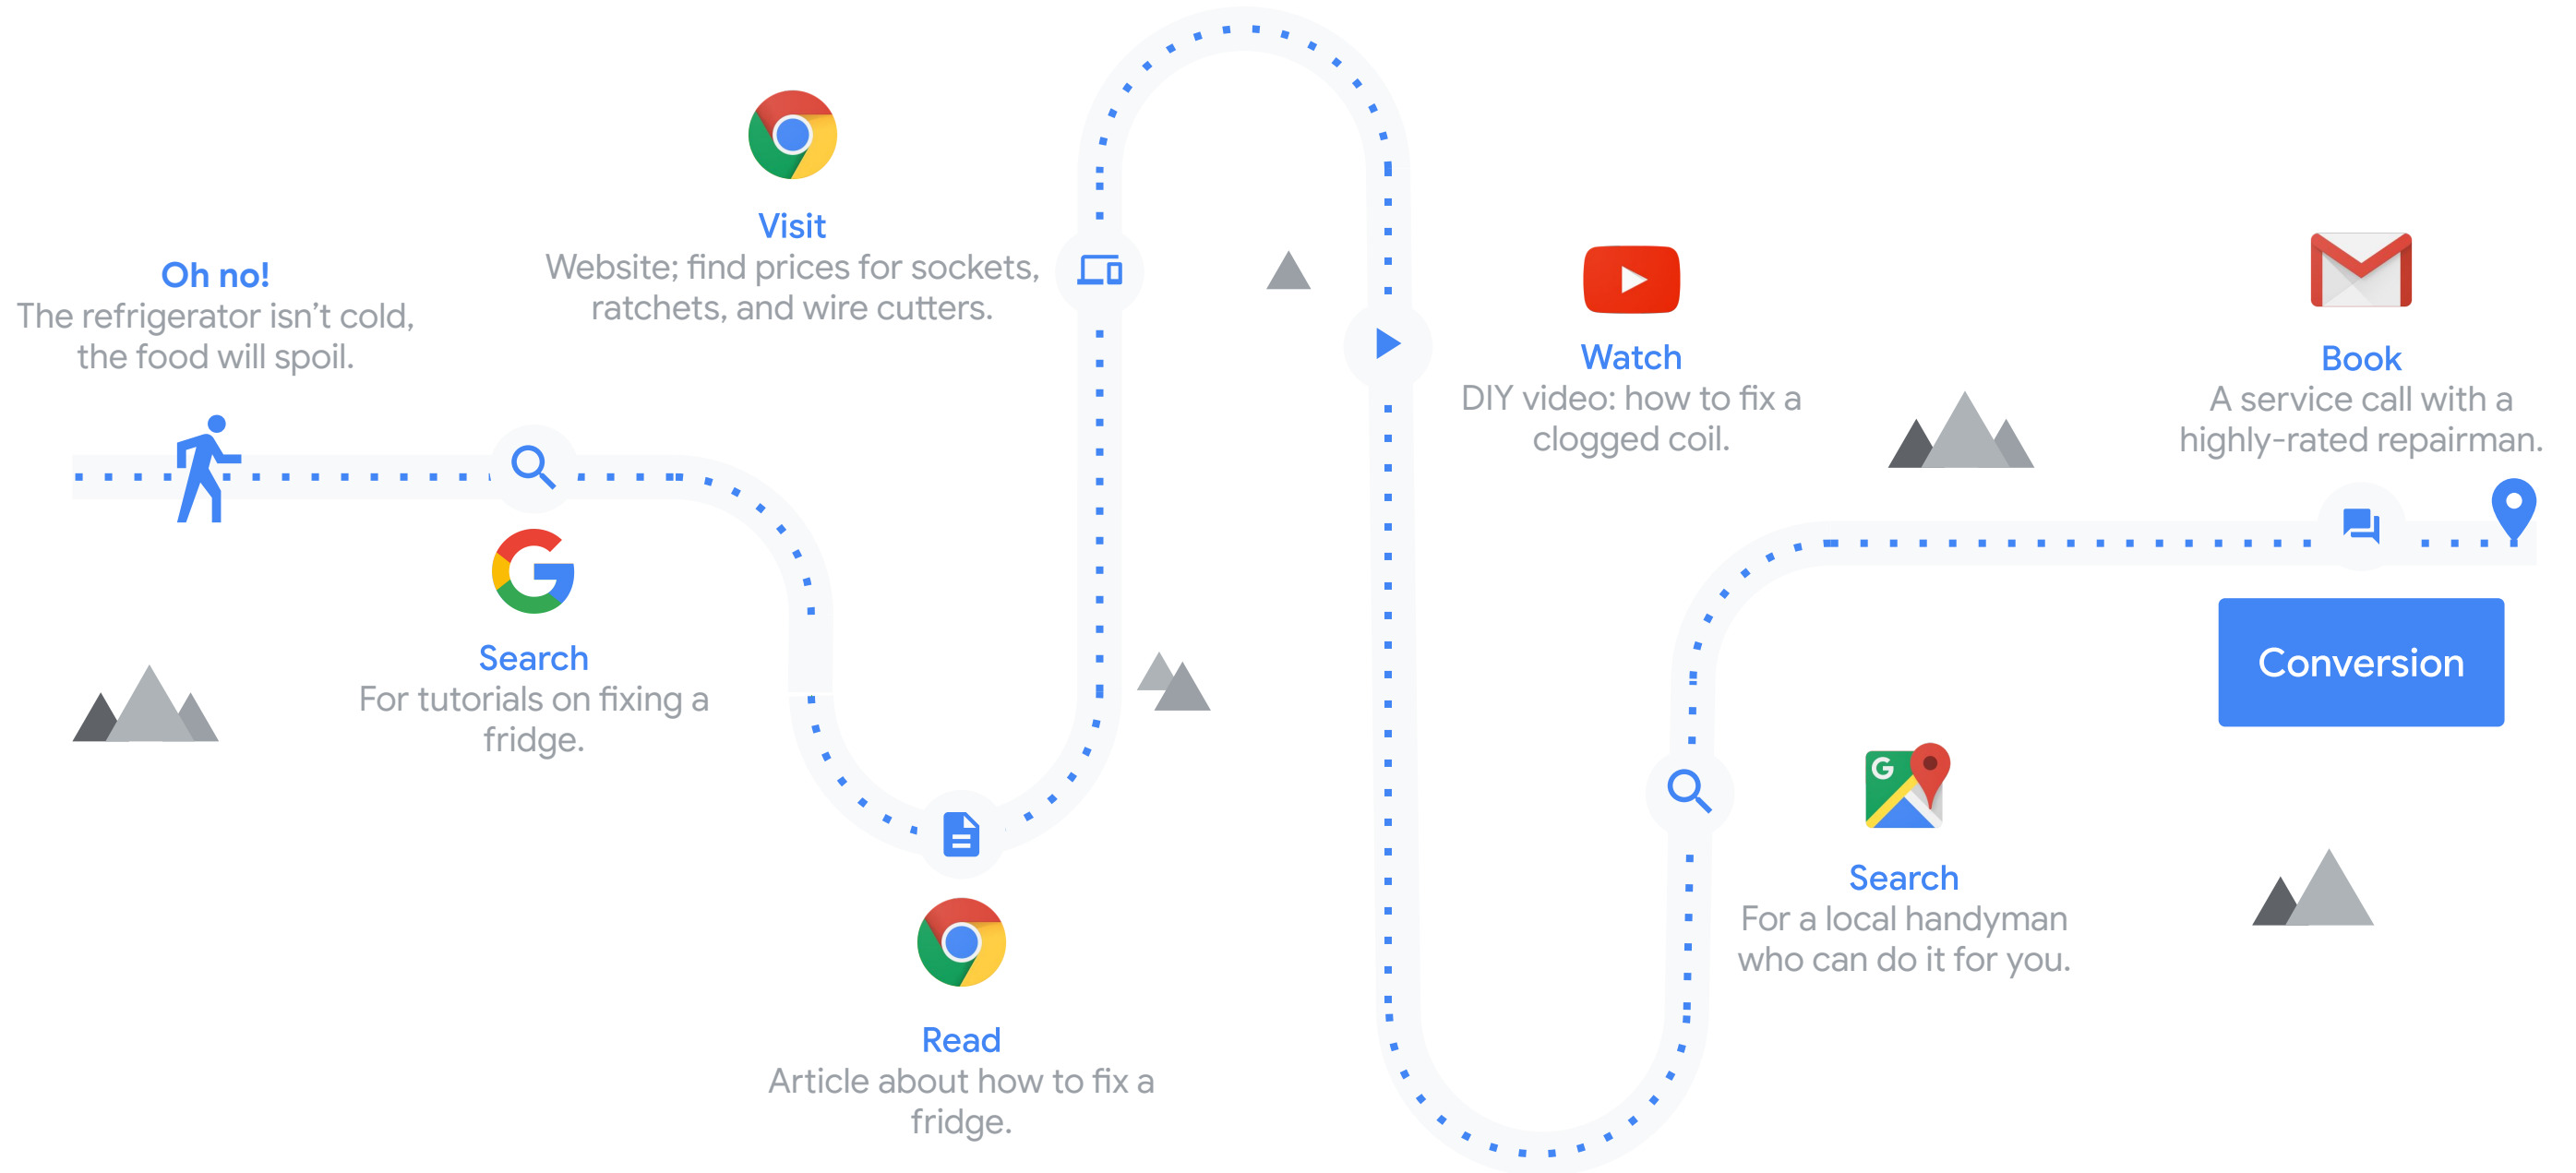 Oh no!
The refrigerator isn’t cold,
the food will spoil.
Search
For tutorials on fixing a
fridge.
Read
Article about how to fix a
fridge.
Visit
Website; find prices for sockets,
ratchets, and wire cutters.
Watch
DIY video: how to fix a
clogged coil.
G
Search
For a local handyman
who can do it for you.
Book
A service call with a
highly-rated repairman.
Conversion